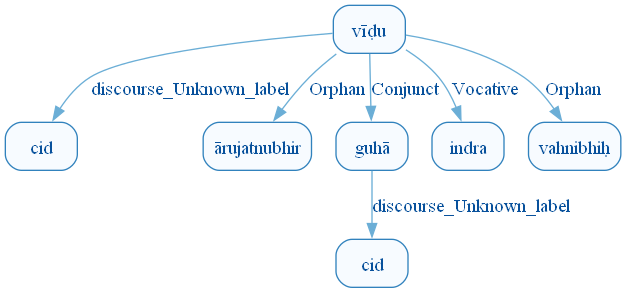 vīḍu
discourse_Unknown_label Orphan Conjunct Vocative Orphan
cid ārujatnubhir guhā indra vahnibhiḥ
discourse_Unknown_label
cid